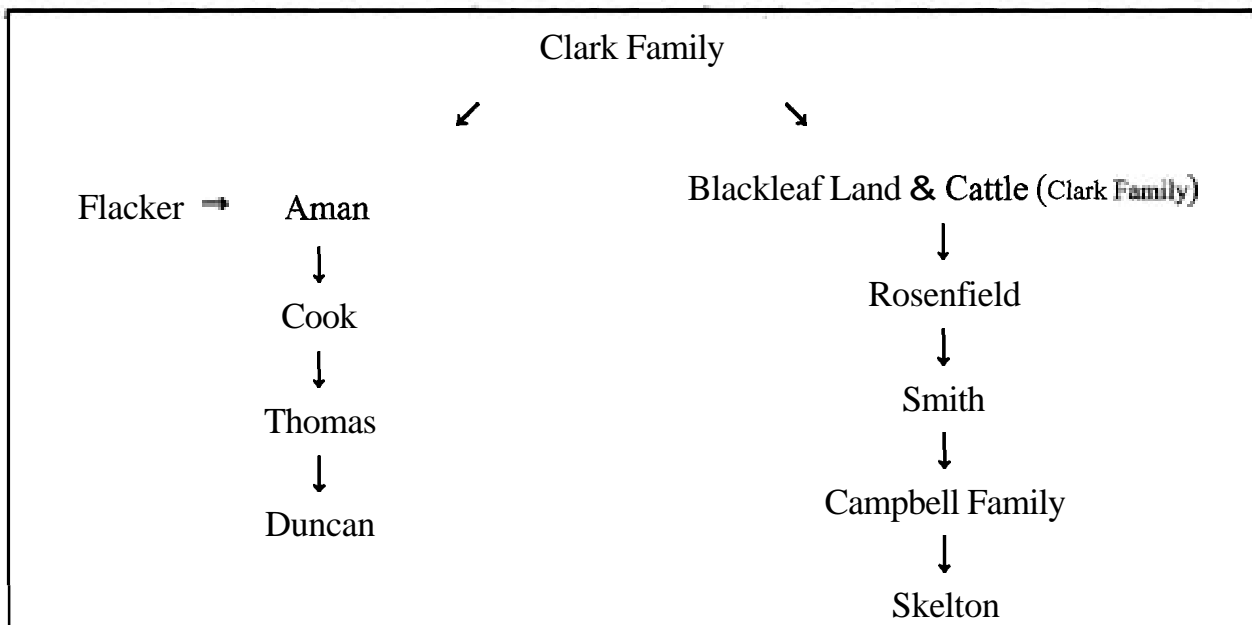 Clark Family
Flacker → Aman
Blackleaf Land & Cattle (Clark Family)
Cook
Rosenfield
Thomas
Smith
Duncan
Campbell Family
Skelton